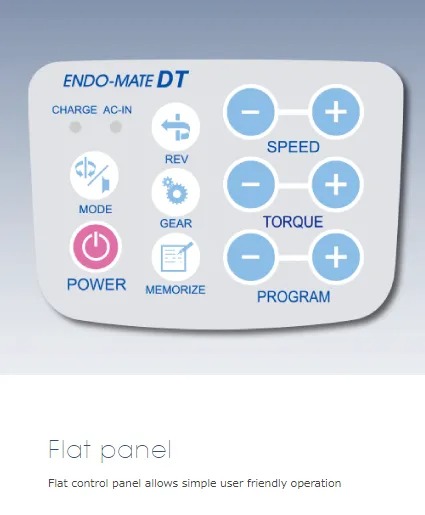 ENDO-MATE DT
CHARGE AC-IN
REV
SPEED
MODE
GEAR
TORQUE
POWER
MEMORIZE
PROGRAM
Flat panel
Flat control panel allows simple user friendly operation